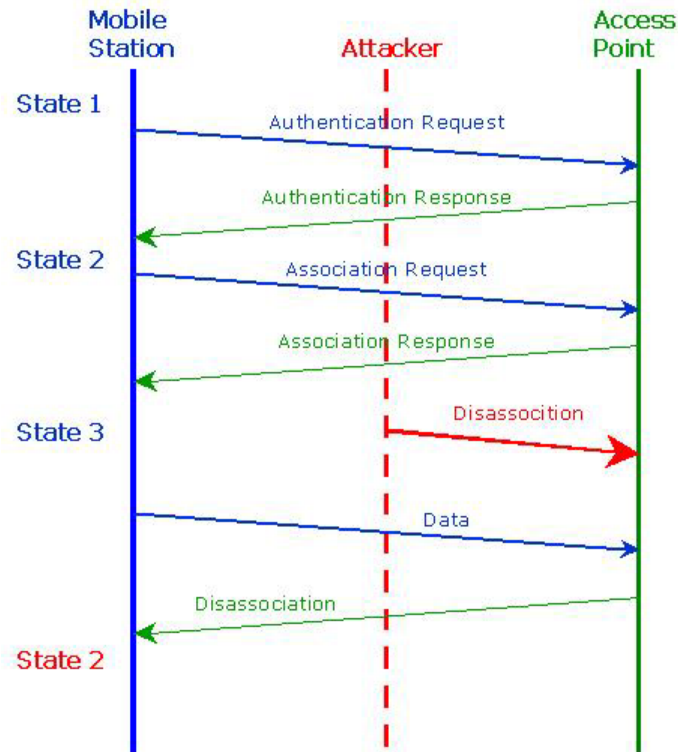 Mobile
Station
Attacker
Access
Point
State 1
Authentication Request
Authentication Response
State 2
Association Request
Association Response
Disassocition
State 3
Data
Disassociation
State 2